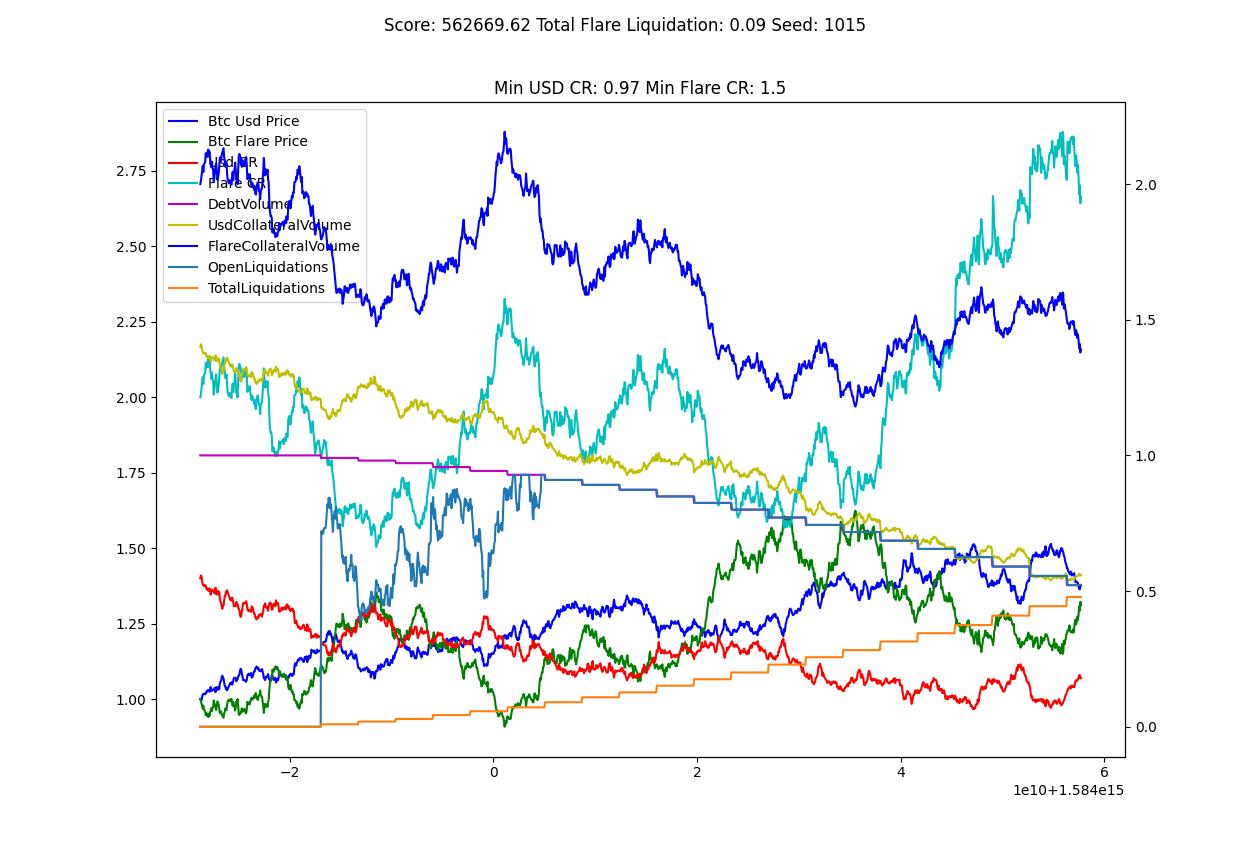 Score: 562669.62 Total Flare Liquidation: 0.09 Seed: 1015
Min USD CR: 0.97 Min Flare CR: 1.5
Btc Usd Price
Btc Flare Price
Usd CR
Flare CR
DebtVolume
UsdCollateralVolume
FlareCollateralVolume
OpenLiquidations
TotalLiquidations
2.75
2.50
2.25
2.00
1.75
1.50
1.25
1.00
2.0
1.5
1.0
0.5
0.0
−2
0
2
4
6
1e10+1.584e15